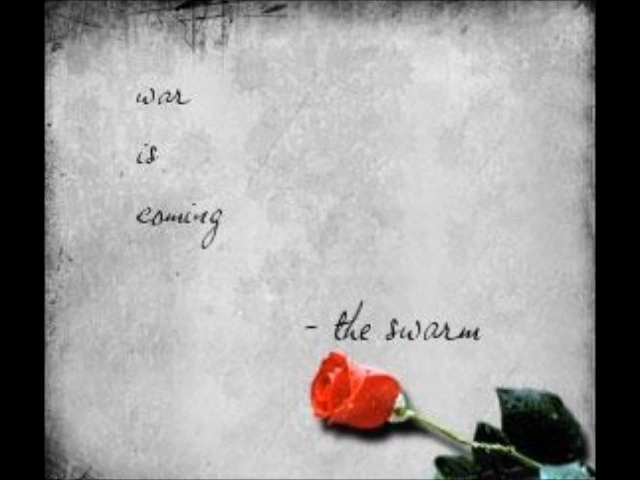 war
is
coming
- the swarm